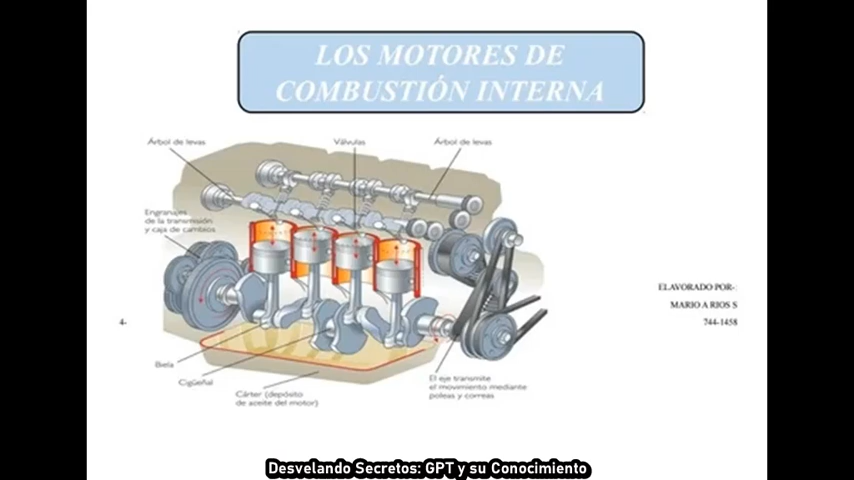 LOS MOTORES DE
COMBUSTIÓN INTERNA
Árbol de levas
Válvulas
Árbol de levas
Engranajes
de la transmisión
y caja de cambios
ELAVORADO POR-:
MARIO A RIOS S
744-1458
4-
Biela
Cigüeñal
Cárter (depósito
de aceite del motor)
El eje transmite
el movimiento mediante
poleas y correas
Desvelando Secretos: GPT y su Conocimiento